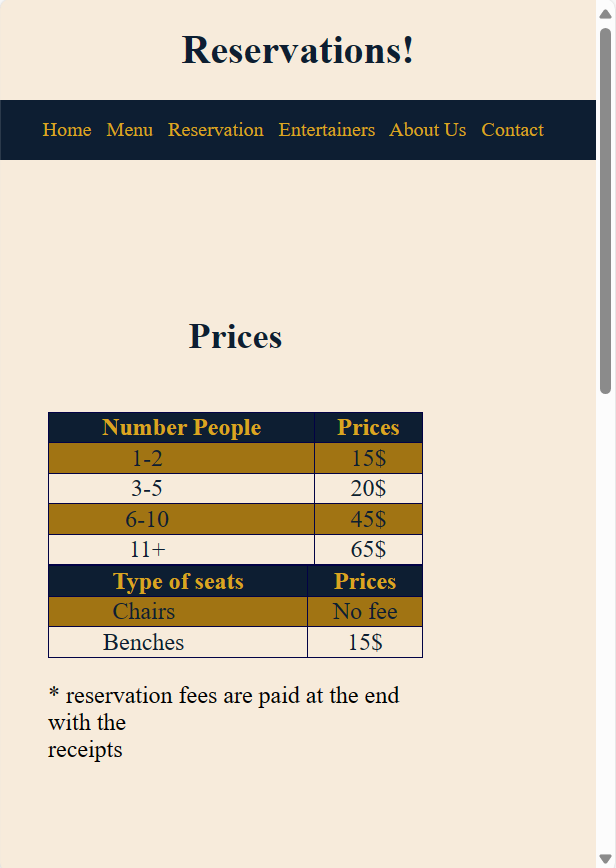 Reservations!
Home Menu Reservation Entertainers About Us Contact
Prices
Number People Prices
1-2 15$
3-5 20$
6-10 45$
11+ 65$
Type of seats Prices
Chairs No fee
Benches 15$
* reservation fees are paid at the end
with the
receipts